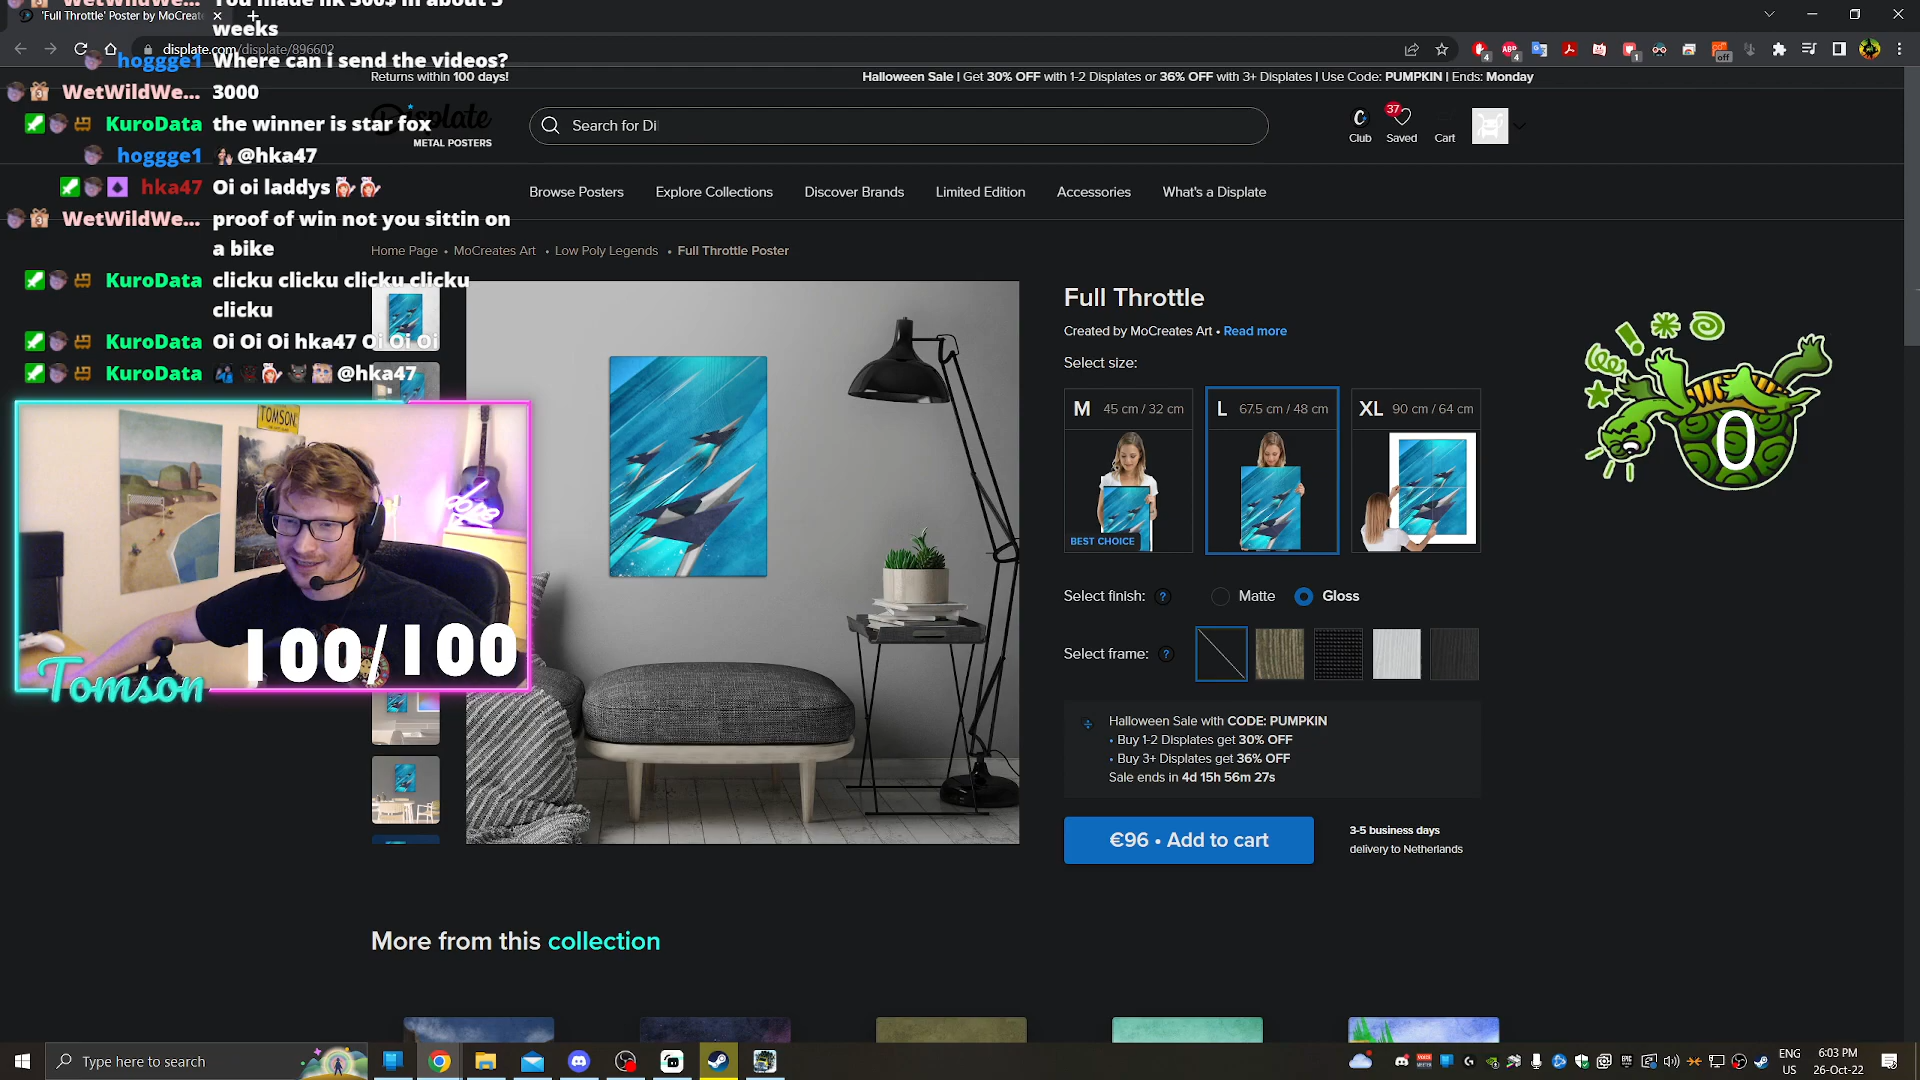 You made hk 300$ in about 3
weeks
hoggge1 Where can i send the videos?
WetWildWe... 3000
KuroData the winner is star fox
hoggge1 @hka47
hka47 Oi oi laddys
WetWildWe... proof of win not you sittin on
a bike
KuroData clicku clicku clicku clicku
clicku
KuroData Oi Oi Oi hka47 Oi Oi Oi
KuroData @hka47
'Full Throttle' Poster by MoCreate
displate.com/displate/896602
Returns within 100 days!
Halloween Sale | Get 30% OFF with 1-2 Displates or 36% OFF with 3+ Displates | Use Code: PUMPKIN | Ends: Monday
Displate
METAL POSTERS
Search for Di
Club
37
Saved
Cart
Browse Posters
Explore Collections
Discover Brands
Limited Edition
Accessories
What's a Displate
Home Page • MoCreates Art • Low Poly Legends • Full Throttle Poster
Full Throttle
Created by MoCreates Art • Read more
Select size:
M 45 cm / 32 cm
L 67.5 cm / 48 cm
XL 90 cm / 64 cm
BEST CHOICE
Select finish: ? Matte Gloss
Select frame: ?
Halloween Sale with CODE: PUMPKIN
• Buy 1-2 Displates get 30% OFF
• Buy 3+ Displates get 36% OFF
Sale ends in 4d 15h 56m 27s
€96 • Add to cart
3-5 business days
delivery to Netherlands
TOMSON
100/100
Tomson
0
More from this collection
Type here to search
ENG
US
6:03 PM
26-Oct-22